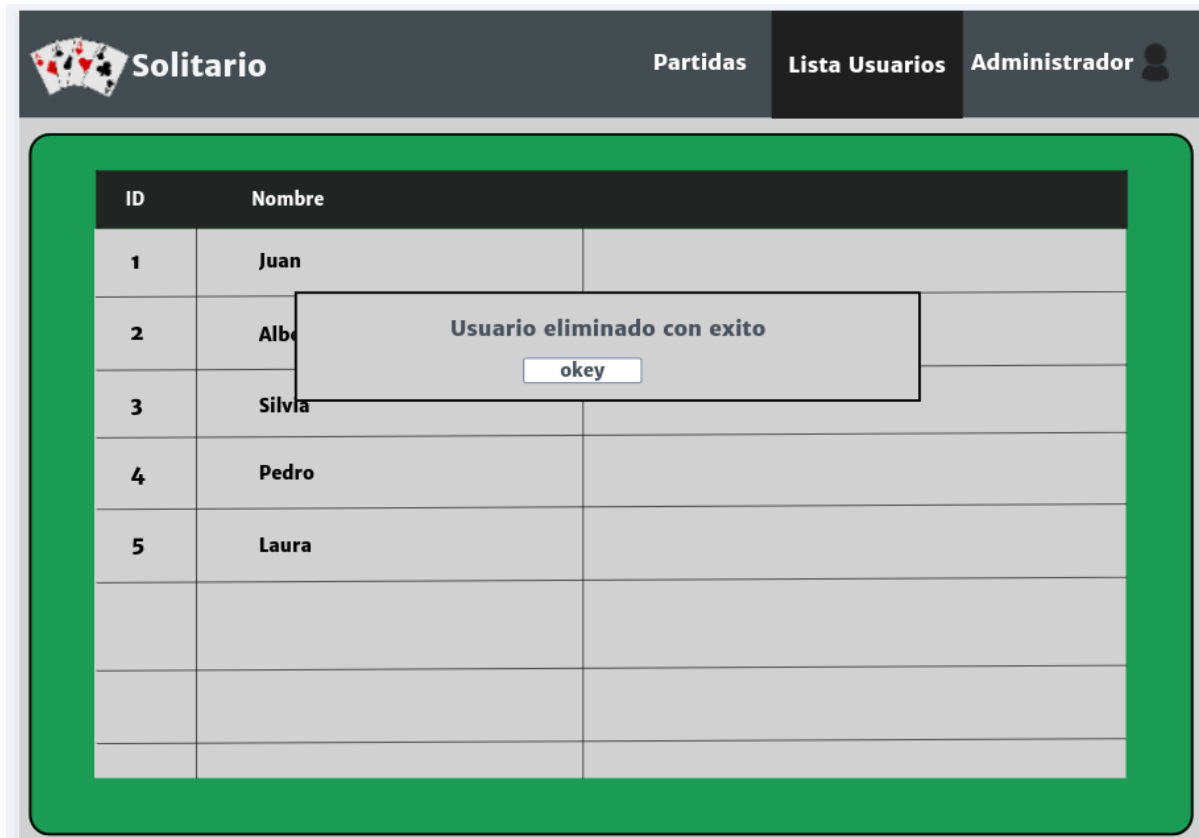 Solitario
Partidas
Lista Usuarios
Administrador
ID Nombre
1 Juan
2
Usuario eliminado con exito
okey
3 Silvia
4 Pedro
5 Laura